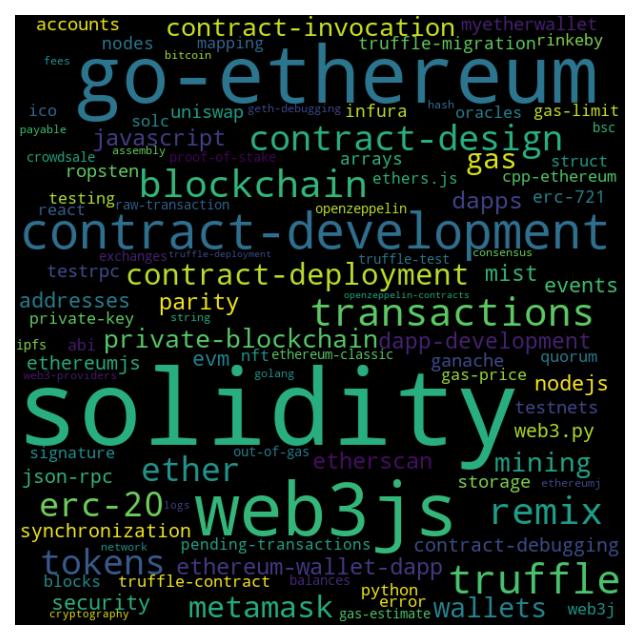 accounts contract-invocation myetherwallet
nodes mapping truffle-migration rinkeby
fees bitcoin go-ethereum
ico solc uniswap geth-debugging infura hash oracles gas-limit
payable javascript contract-design gas bsc
crowdsale assembly proof-of-stake arrays struct
ropsten blockchain ethers.js cpp-ethereum
testing raw-transaction openzeppelin dapps erc-721
react contract-development
exchanges truffle-deployment truffle-test consensus
testrpc contract-deployment mist events
addresses parity openzeppelin-contracts transactions
private-key string
ipfs abi private-blockchain dapp-development
ethereumjs evm nft ethereum-classic ganache quorum
web3-providers golang gas-price nodejs
solidity testnets
signature out-of-gas web3.py
json-rpc ether etherscan mining
erc-20 logs web3js storage ethereumj
synchronization remix
network pending-transactions contract-debugging
tokens ethereum-wallet-dapp truffle
blocks truffle-contract balances python
security metamask error wallets web3j
cryptography gas-estimate